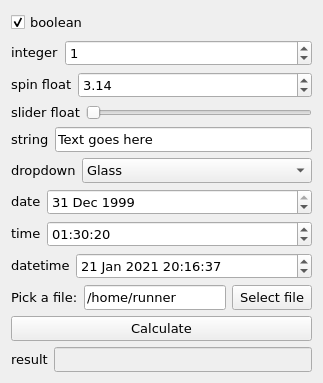 boolean
integer 1
spin float 3.14
slider float
string Text goes here
dropdown Glass
date 31 Dec 1999
time 01:30:20
datetime 21 Jan 2021 20:16:37
Pick a file: /home/runner Select file
Calculate
result